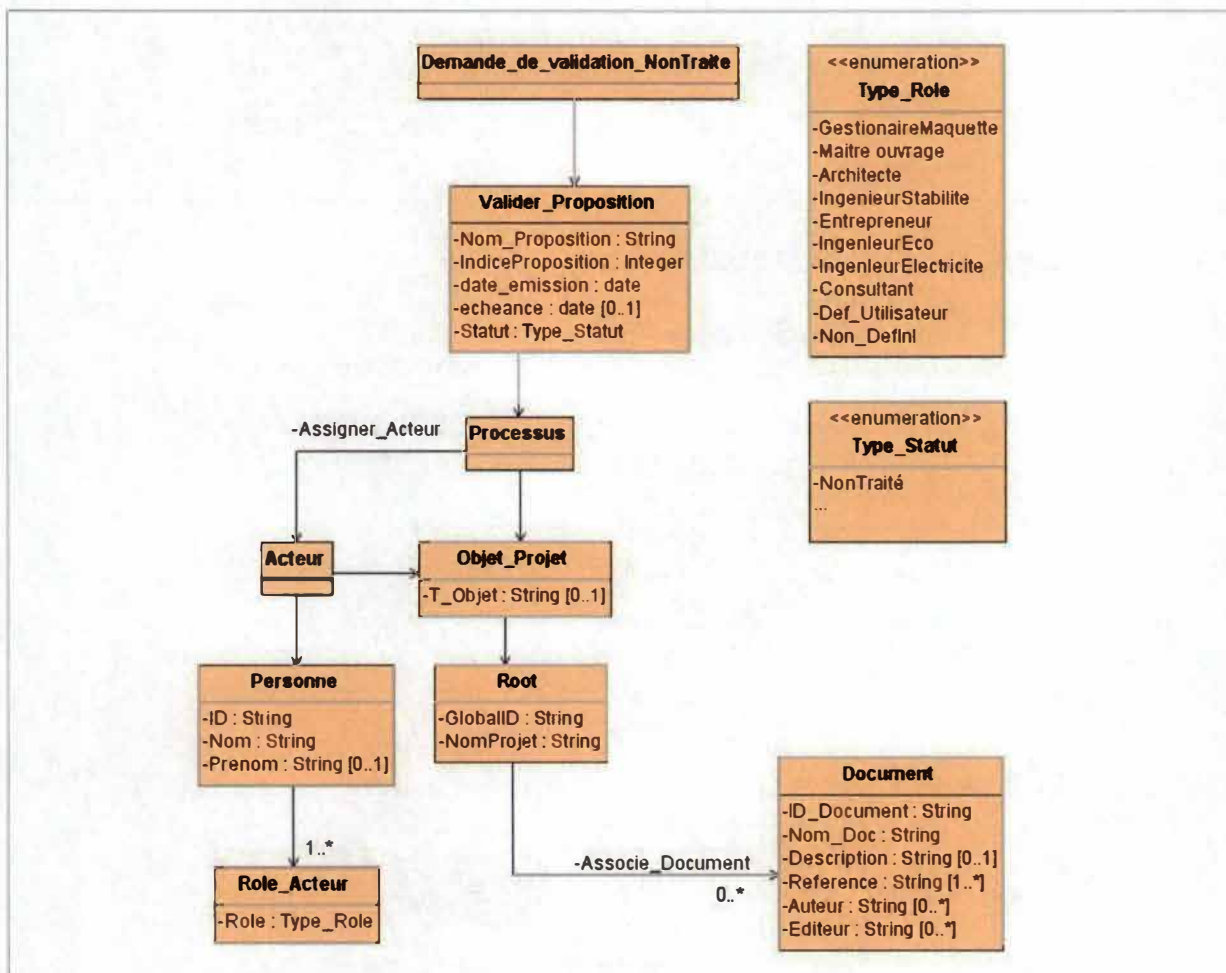 Demande_de_validation_NonTraite
<<enumeration>>
Type_Role
-GestionaireMaquette
-Maitre ouvrage
-Architecte
-IngenieurStabilite
-Entrepreneur
-IngenieurEco
-IngenieurElectricite
-Consultant
-Def_Utilisateur
-Non_Defini
Valider_Proposition
-Nom_Proposition : String
-IndiceProposition : Integer
-date_emission : date
-echeance : date [0..1]
-Statut : Type_Statut
<<enumeration>>
Type_Statut
-NonTraité
...
-Assigner_Acteur
Processus
Acteur
Objet_Projet
-T_Objet : String [0..1]
Personne
-ID : String
-Nom : String
-Prenom : String [0..1]
Root
-GlobalID : String
-NomProjet : String
1..*
Role_Acteur
-Role : Type_Role
-Associe_Document
0..*
Document
-ID_Document : String
-Nom_Doc : String
-Description : String [0..1]
-Reference : String [1..*]
-Auteur : String [0..*]
-Editeur : String [0..*]